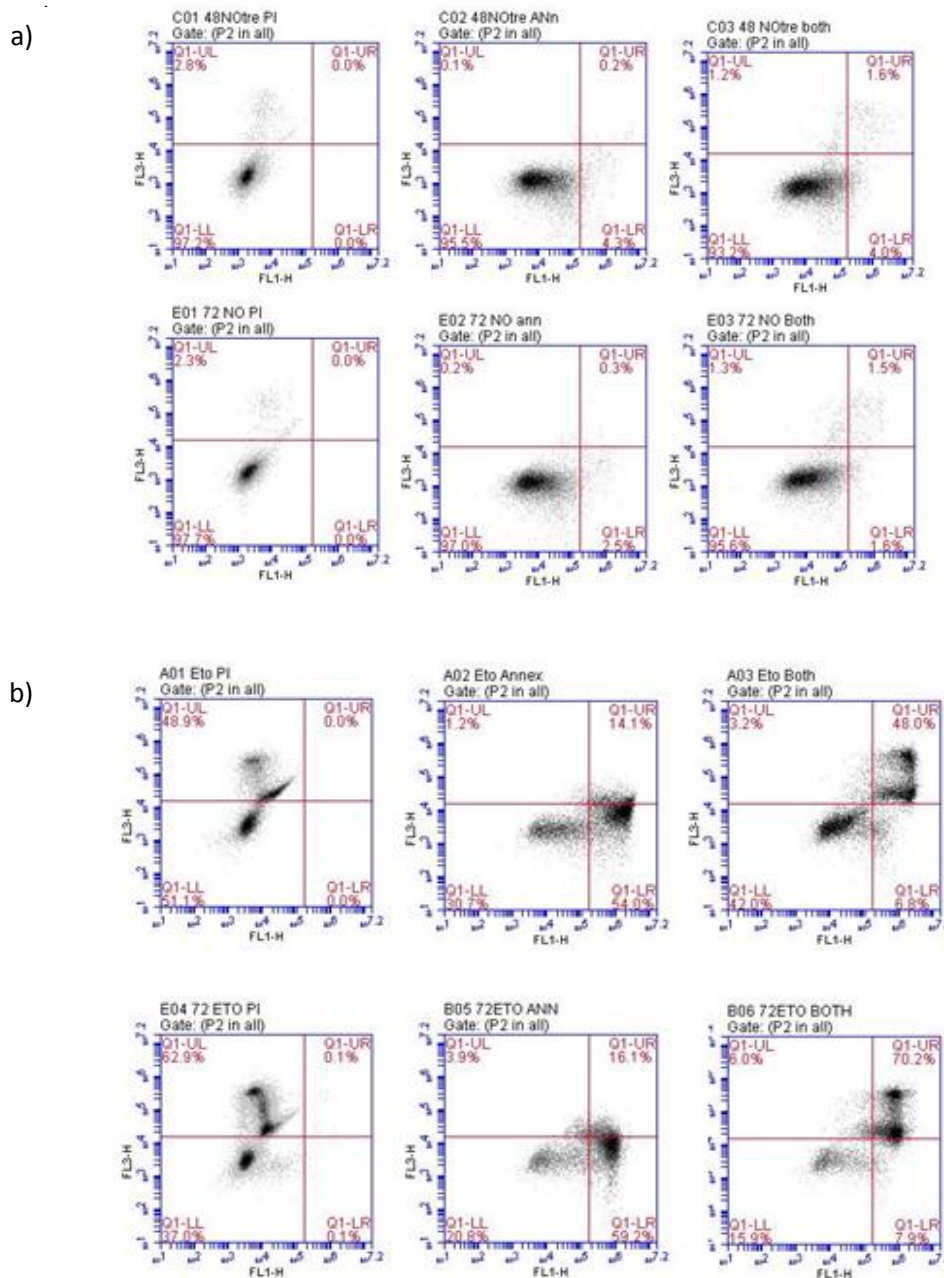 a)
C01 48NOtre PI
Gate: (P2 in all)
Q1-UL
2.8%
Q1-UR
0.0%
Q1-LL
97.2%
Q1-LR
0.0%
FL3-H
FL1-H
C02 48NOtre ANn
Gate: (P2 in all)
Q1-UL
0.1%
Q1-UR
0.2%
Q1-LL
95.5%
Q1-LR
4.3%
FL3-H
FL1-H
C03 48 NOtre both
Gate: (P2 in all)
Q1-UL
1.2%
Q1-UR
1.6%
Q1-LL
93.2%
Q1-LR
4.0%
FL3-H
FL1-H
E01 72 NO PI
Gate: (P2 in all)
Q1-UL
2.3%
Q1-UR
0.0%
Q1-LL
97.7%
Q1-LR
0.0%
FL3-H
FL1-H
E02 72 NO ann
Gate: (P2 in all)
Q1-UL
0.2%
Q1-UR
0.3%
Q1-LL
97.0%
Q1-LR
2.5%
FL3-H
FL1-H
E03 72 NO Both
Gate: (P2 in all)
Q1-UL
1.3%
Q1-UR
1.5%
Q1-LL
95.6%
Q1-LR
1.6%
FL3-H
FL1-H
b)
A01 Eto PI
Gate: (P2 in all)
Q1-UL
48.9%
Q1-UR
0.0%
Q1-LL
51.1%
Q1-LR
0.0%
FL3-H
FL1-H
A02 Eto Annex
Gate: (P2 in all)
Q1-UL
1.2%
Q1-UR
14.1%
Q1-LL
30.7%
Q1-LR
54.0%
FL3-H
FL1-H
A03 Eto Both
Gate: (P2 in all)
Q1-UL
3.2%
Q1-UR
48.0%
Q1-LL
42.0%
Q1-LR
6.8%
FL3-H
FL1-H
E04 72 ETO PI
Gate: (P2 in all)
Q1-UL
62.9%
Q1-UR
0.1%
Q1-LL
37.0%
Q1-LR
0.1%
FL3-H
FL1-H
B05 72ETO ANN
Gate: (P2 in all)
Q1-UL
3.9%
Q1-UR
16.1%
Q1-LL
20.8%
Q1-LR
59.2%
FL3-H
FL1-H
B06 72ETO BOTH
Gate: (P2 in all)
Q1-UL
6.0%
Q1-UR
70.2%
Q1-LL
15.9%
Q1-LR
7.9%
FL3-H
FL1-H